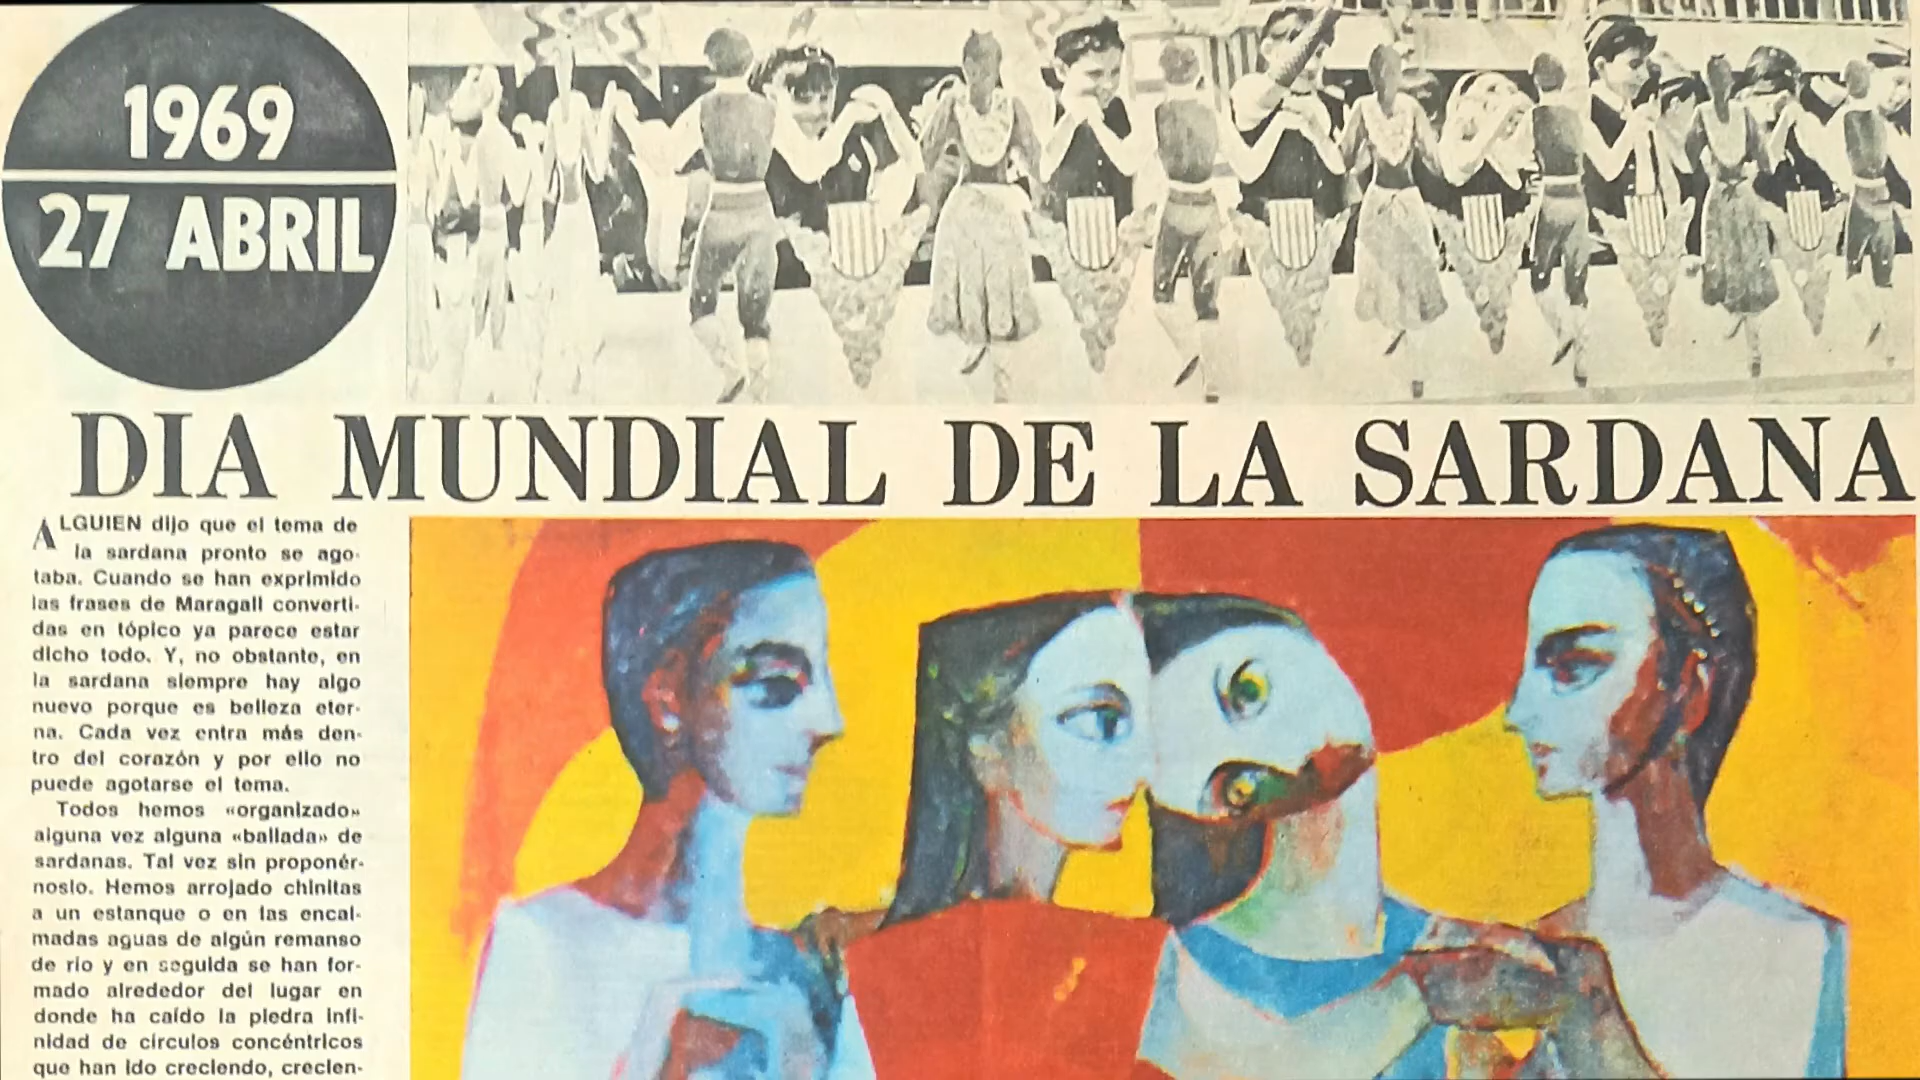 1969
27 ABRIL
DIA MUNDIAL DE LA SARDANA
ALGUIEN dijo que el tema de
la sardana pronto se ago-
taba. Cuando se han exprimido
las frases de Maragall converti-
das en tópico ya parece estar
dicho todo. Y, no obstante, en
la sardana siempre hay algo
nuevo porque es belleza eter-
na. Cada vez entra más den-
tro del corazón y por ello no
puede agotarse el tema.
Todos hemos «organizado»
alguna vez alguna «ballada» de
sardanas. Tal vez sin proponér-
noslo. Hemos arrojado chinitas
a un estanque o en las encal-
madas aguas de algún remanso
de río y en seguida se han for-
mado alrededor del lugar en
donde ha caído la piedra infi-
nidad de círculos concéntricos
que han ido creciendo, crecien-